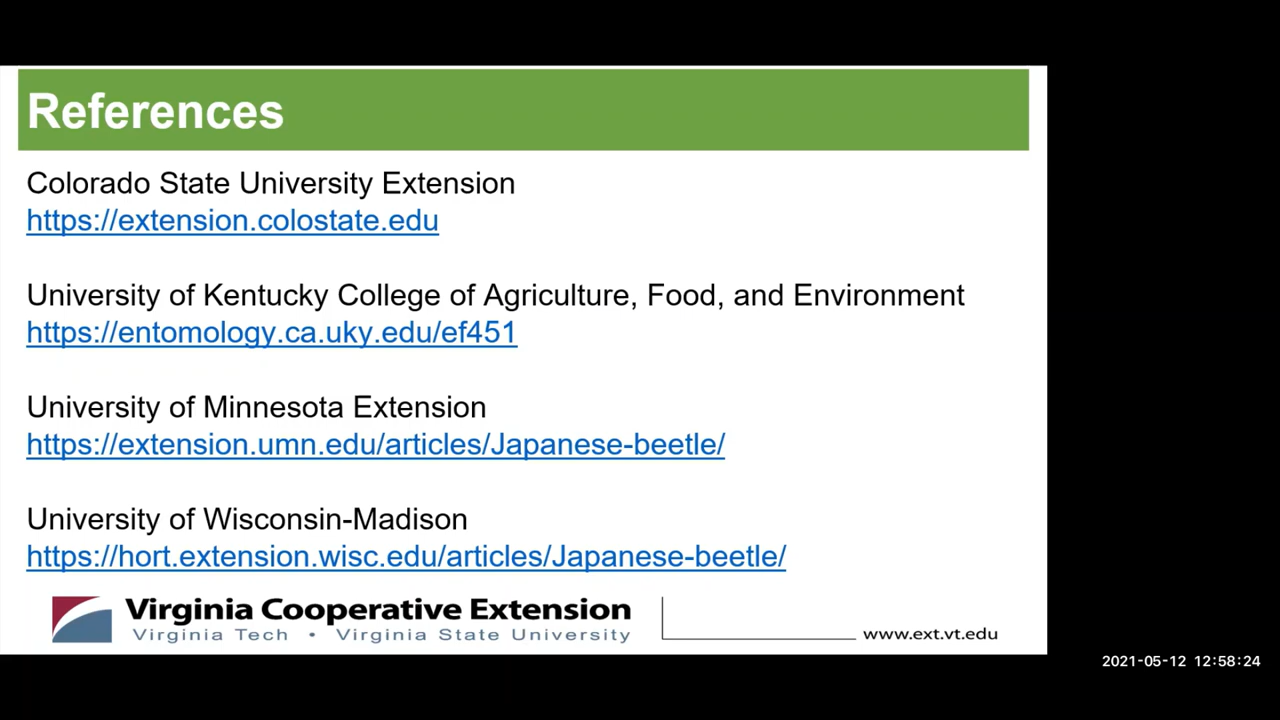 References
Colorado State University Extension
https://extension.colostate.edu
University of Kentucky College of Agriculture, Food, and Environment
https://entomology.ca.uky.edu/ef451
University of Minnesota Extension
https://extension.umn.edu/articles/Japanese-beetle/
University of Wisconsin-Madison
https://hort.extension.wisc.edu/articles/Japanese-beetle/
Virginia Cooperative Extension
Virginia Tech • Virginia State University
www.ext.vt.edu
2021-05-12 12:58:24